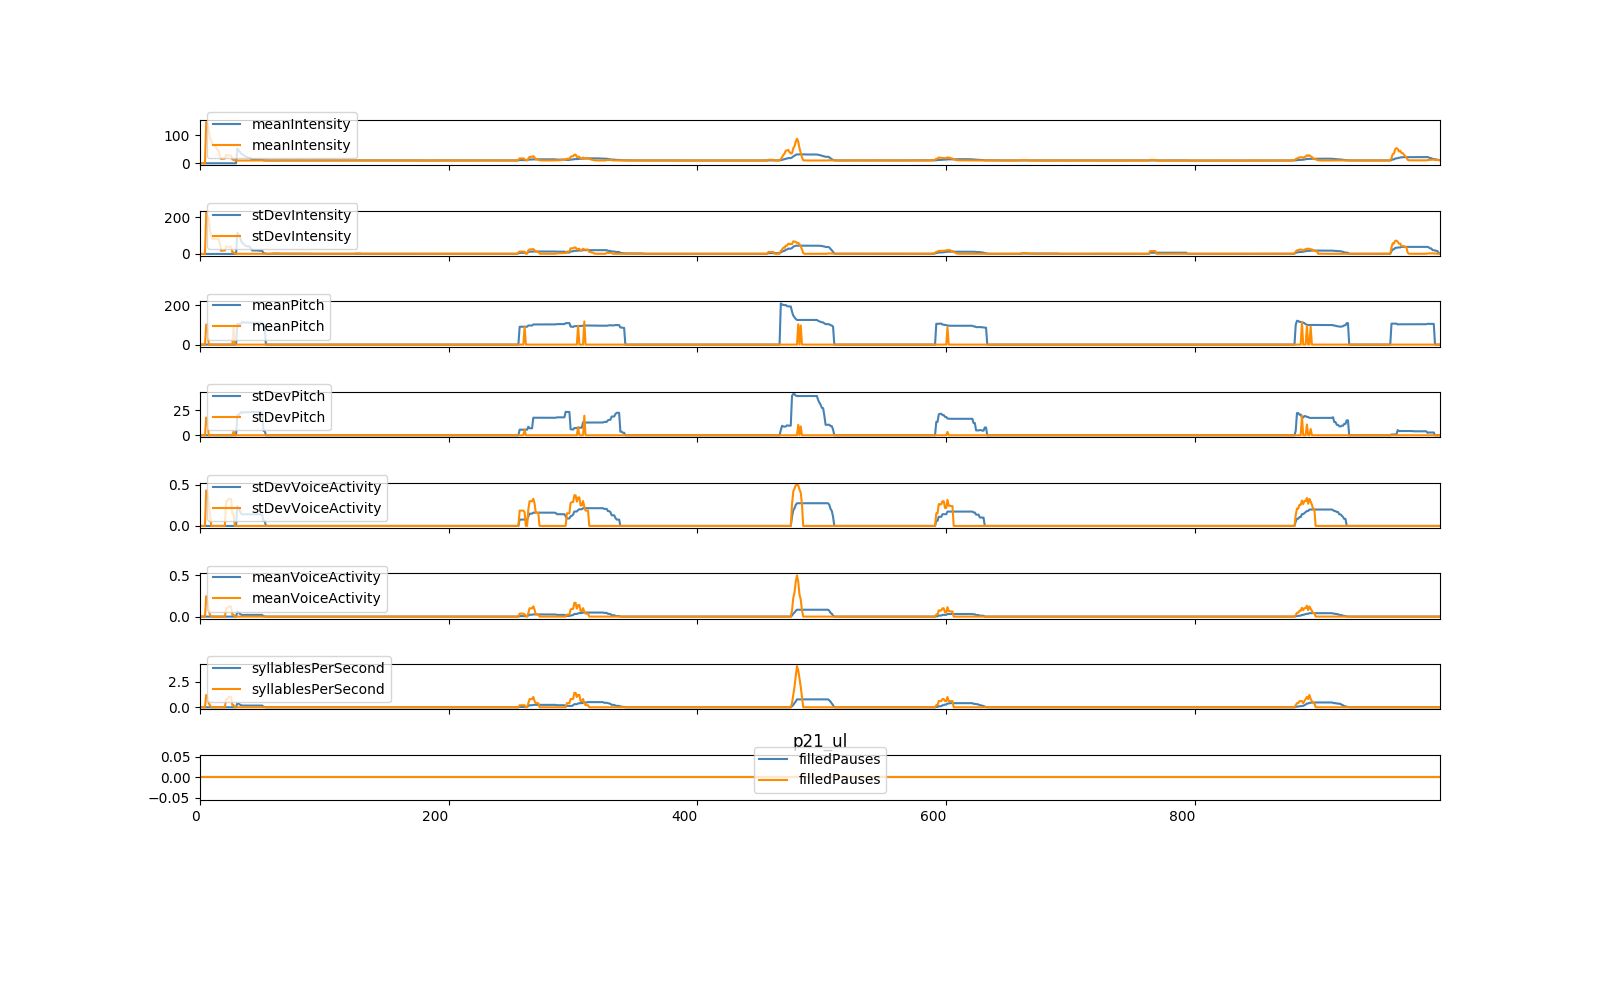 100
0
meanIntensity
meanIntensity
200
0
stDevIntensity
stDevIntensity
200
0
meanPitch
meanPitch
25
0
stDevPitch
stDevPitch
0.5
0.0
stDevVoiceActivity
stDevVoiceActivity
0.5
0.0
meanVoiceActivity
meanVoiceActivity
2.5
0.0
syllablesPerSecond
syllablesPerSecond
p21_ul
0.05
0.00
−0.05
filledPauses
filledPauses
0 200 400 600 800